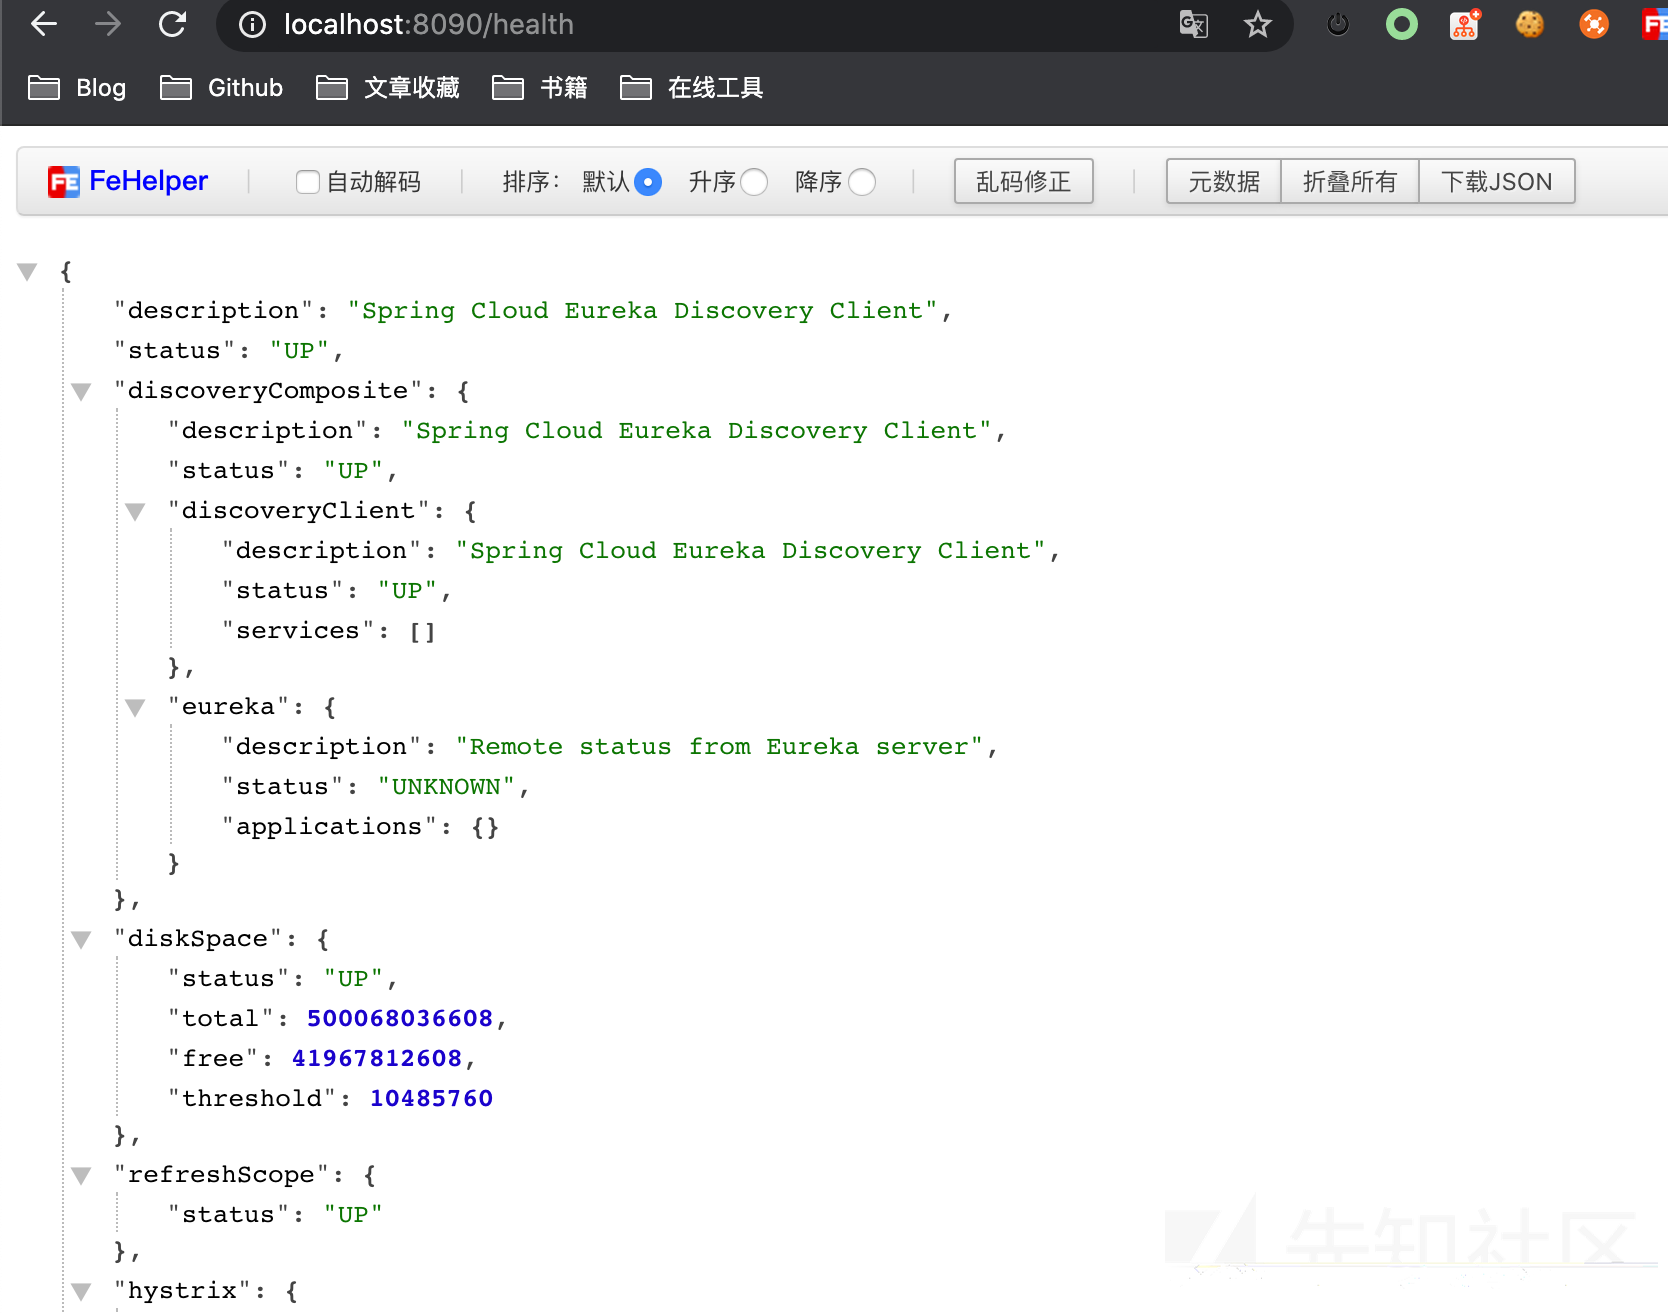 localhost:8090/health
Blog Github 文章收藏 书籍 在线工具
FE FeHelper 自动解码 排序: 默认 升序 降序 乱码修正 元数据 折叠所有 下载JSON FE
{
"description": "Spring Cloud Eureka Discovery Client",
"status": "UP",
"discoveryComposite": {
"description": "Spring Cloud Eureka Discovery Client",
"status": "UP",
"discoveryClient": {
"description": "Spring Cloud Eureka Discovery Client",
"status": "UP",
"services": []
},
"eureka": {
"description": "Remote status from Eureka server",
"status": "UNKNOWN",
"applications": {}
}
},
"diskSpace": {
"status": "UP",
"total": 500068036608,
"free": 41967812608,
"threshold": 10485760
},
"refreshScope": {
"status": "UP"
},
"hystrix": {
先知社区